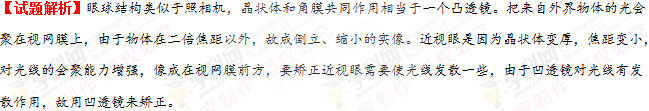 【试题解析】眼球结构类似于照相机，晶状体和角膜共同作用相当于一个凸透镜。把来自外界物体的光会
聚在视网膜上，由于物体在二倍焦距以外，故成倒立、缩小的实像。近视眼是因为晶状体变厚，焦距变小，
对光线的会聚能力增强，像成在视网膜前方，要矫正近视眼需要使光线发散一些，由于凹透镜对光线有发
散作用，故用凹透镜来矫正。